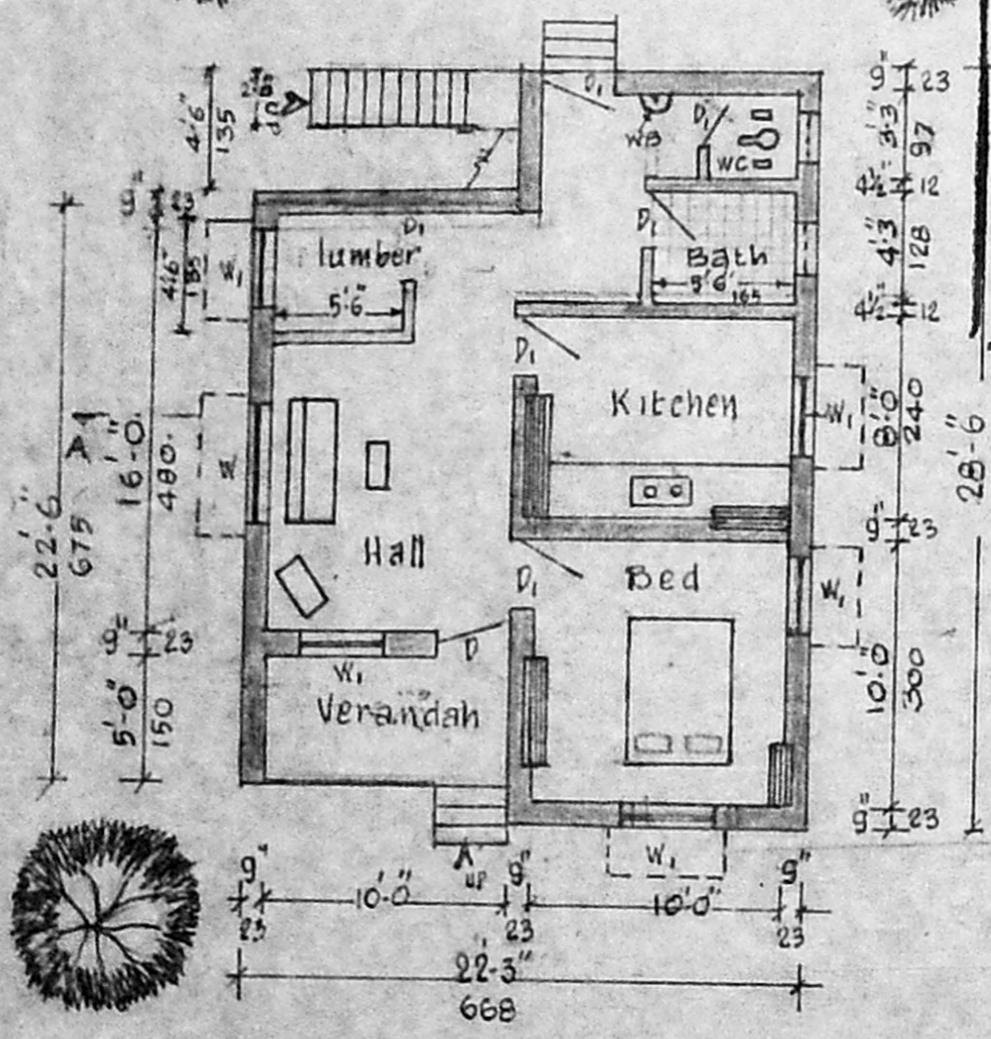 D₁
9"
23
4'-6"
135
2'-8"
UP
WB
D₁
WC
3'-3"
97
4½"
12
9"
23
D₁
lumber
5'-6"
W₁
4'-6"
135
D₁
Bath
5'-6"
165
4'-3"
128
4½"
12
D₁
Kitchen
W₁
8'-0"
240
28'-6"
A
16'-0"
480.
22'-6"
675
Hall
9"
23
D₁
Bed
W₁
9"
23
D
W₁
Verandah
10'-0"
300
5'-0"
150
9"
23
UP
W₁
9"
10'-0"
9"
10'-0"
9"
23
23
23
22'-3"
668